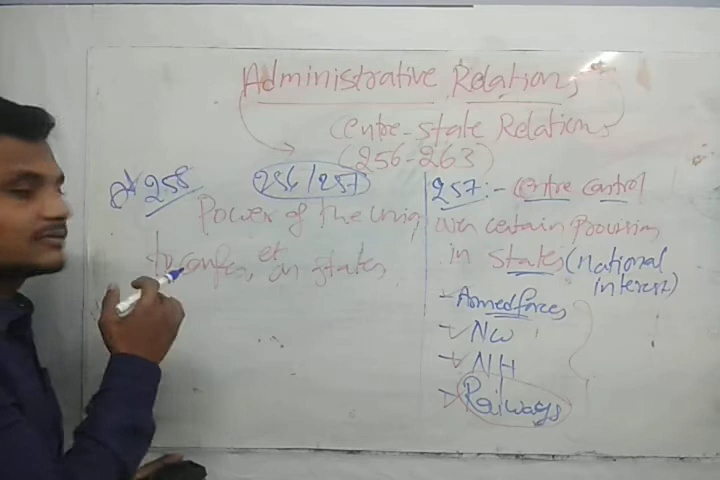 Administrative Relations
Centre-State Relations
(256-263)
256/257
258
Power of the Union
to confer, et on States
257:- Centre Control
over certain Provisions
in States (national
interest)
- Armed forces
- NW
- NH
- Railways